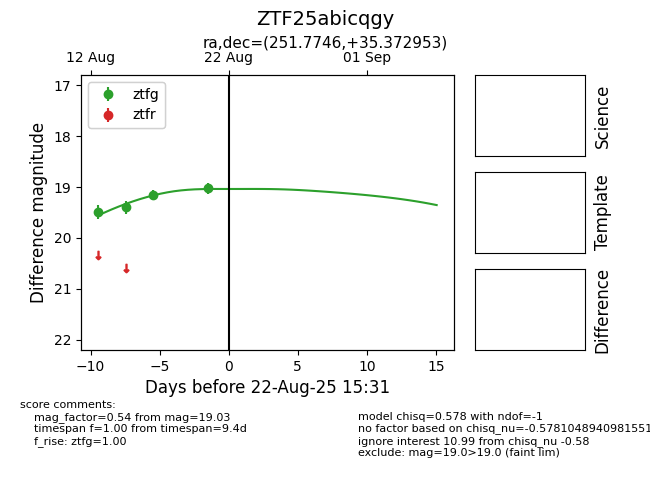 ZTF25abicqgy
ra,dec=(251.7746,+35.372953)
12 Aug 22 Aug 01 Sep
ztfg
ztfr
17
18
19
20
21
22
Difference magnitude
−10 −5 0 5 10 15
Days before 22-Aug-25 15:31
Science
Template
Difference
score comments:
mag_factor=0.54 from mag=19.03
timespan f=1.00 from timespan=9.4d
f_rise: ztfg=1.00
model chisq=0.578 with ndof=-1
no factor based on chisq_nu=-0.5781048940981551
ignore interest 10.99 from chisq_nu -0.58
exclude: mag=19.0>19.0 (faint lim)